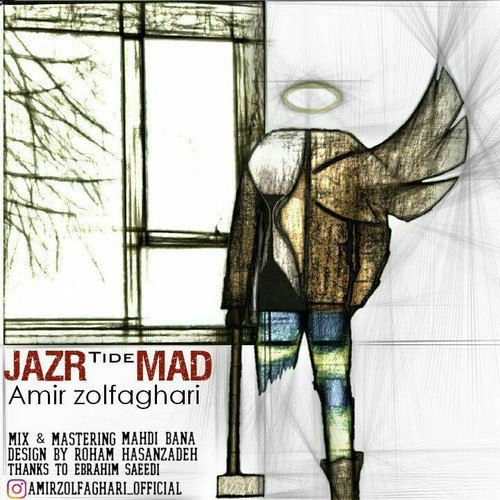 JAZR TIDE MAD
Amir zolfaghari
MIX & MASTERING MAHDI BANA
DESIGN BY ROHAM HASANZADEH
THANKS TO EBRAHIM SAEEDI
AMIRZOLFAGHARI_OFFICIAL